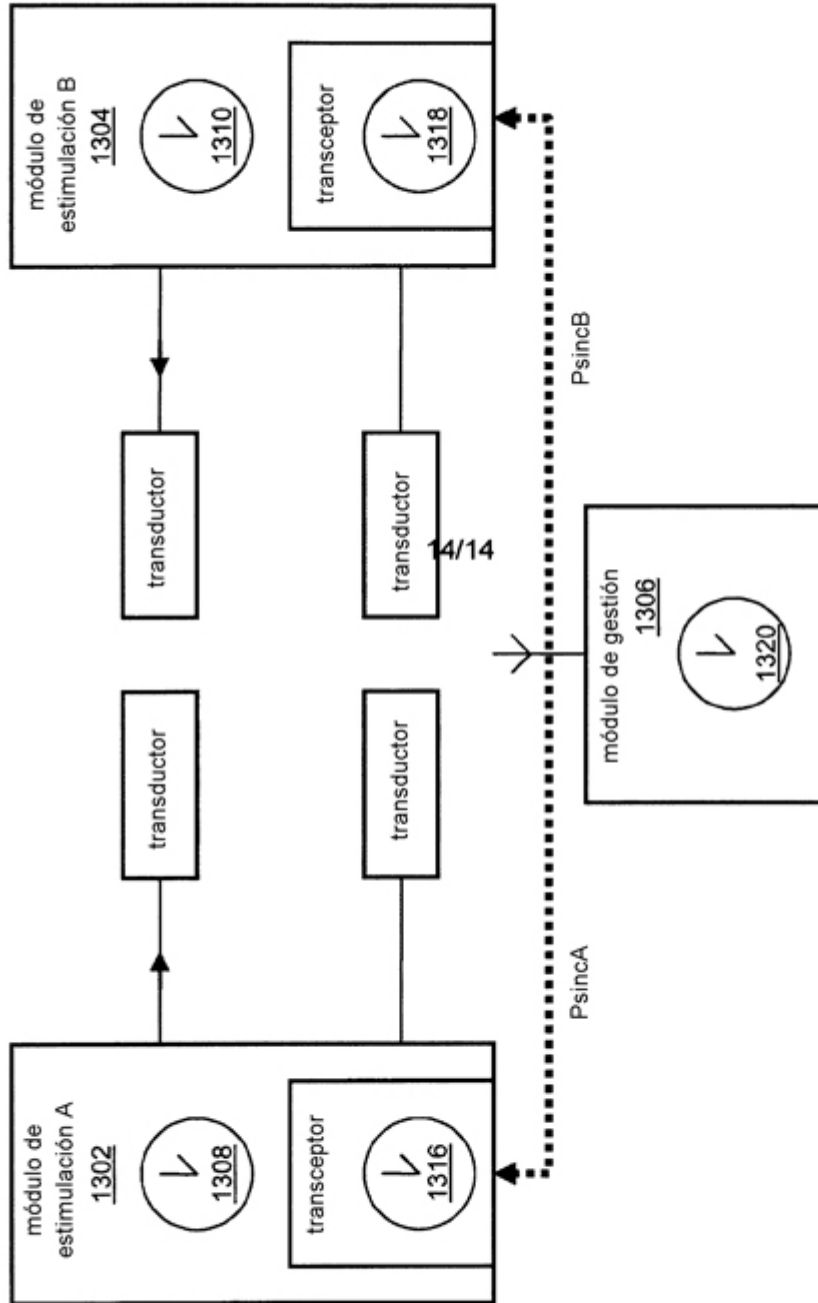 módulo de
estimulación A
1302
1308
transceptor
1316
transductor
transductor
transductor
transductor
14/14
módulo de
estimulación B
1304
1310
transceptor
1318
PsincA
PsincB
módulo de gestión
1306
1320